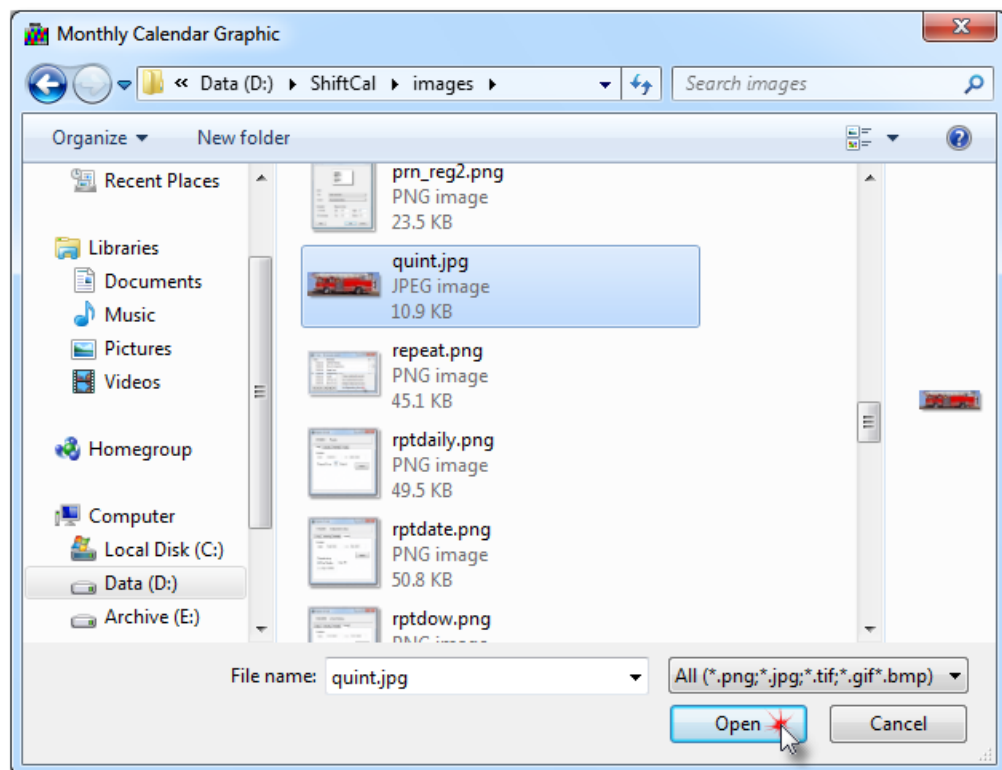 Monthly Calendar Graphic
« Data (D:) ShiftCal images
Search images
Organize
New folder
Recent Places
Libraries
Documents
Music
Pictures
Videos
Homegroup
Computer
Local Disk (C:)
Data (D:)
Archive (E:)
prn_reg2.png
PNG image
23.5 KB
quint.jpg
JPEG image
10.9 KB
repeat.png
PNG image
45.1 KB
rptdaily.png
PNG image
49.5 KB
rptdate.png
PNG image
50.8 KB
rptdow.png
PNG image
File name: quint.jpg
All (*.png;*.jpg;*.tif;*.gif*.bmp)
Open
Cancel